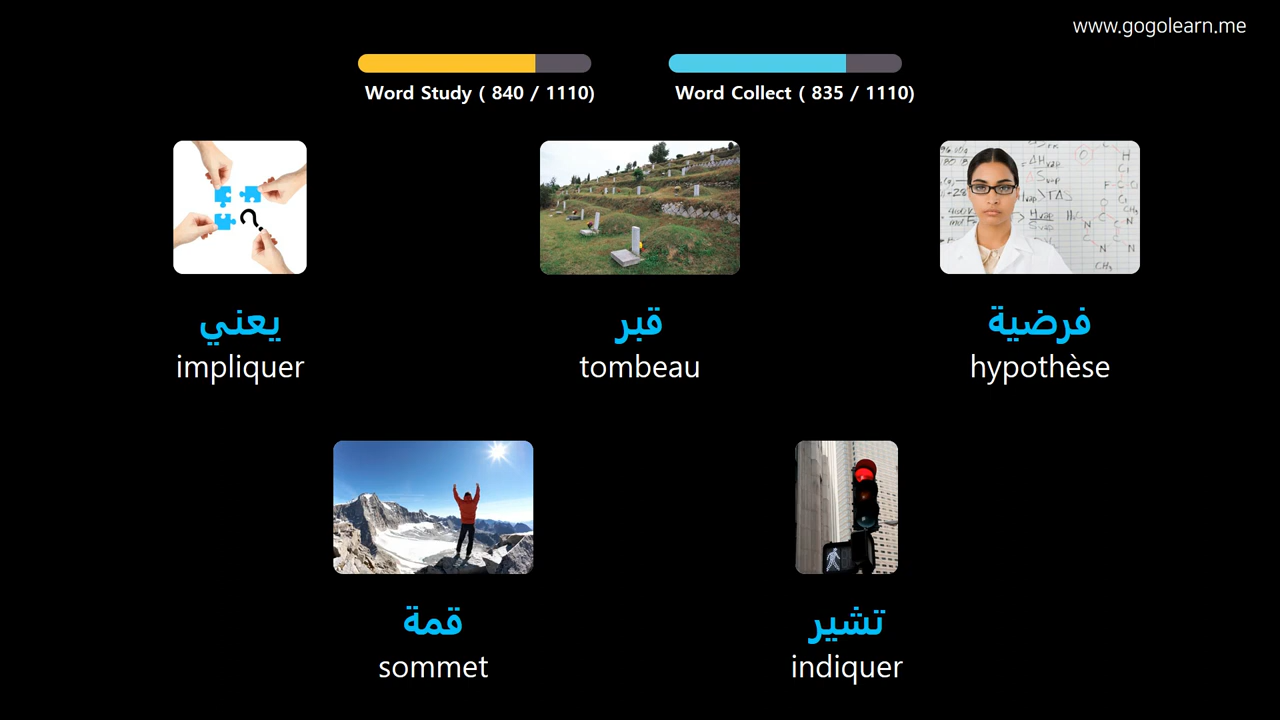 www.gogolearn.me
Word Study ( 840 / 1110)
Word Collect ( 835 / 1110)
يعني
impliquer
قبر
tombeau
فرضية
hypothèse
قمة
sommet
تشير
indiquer